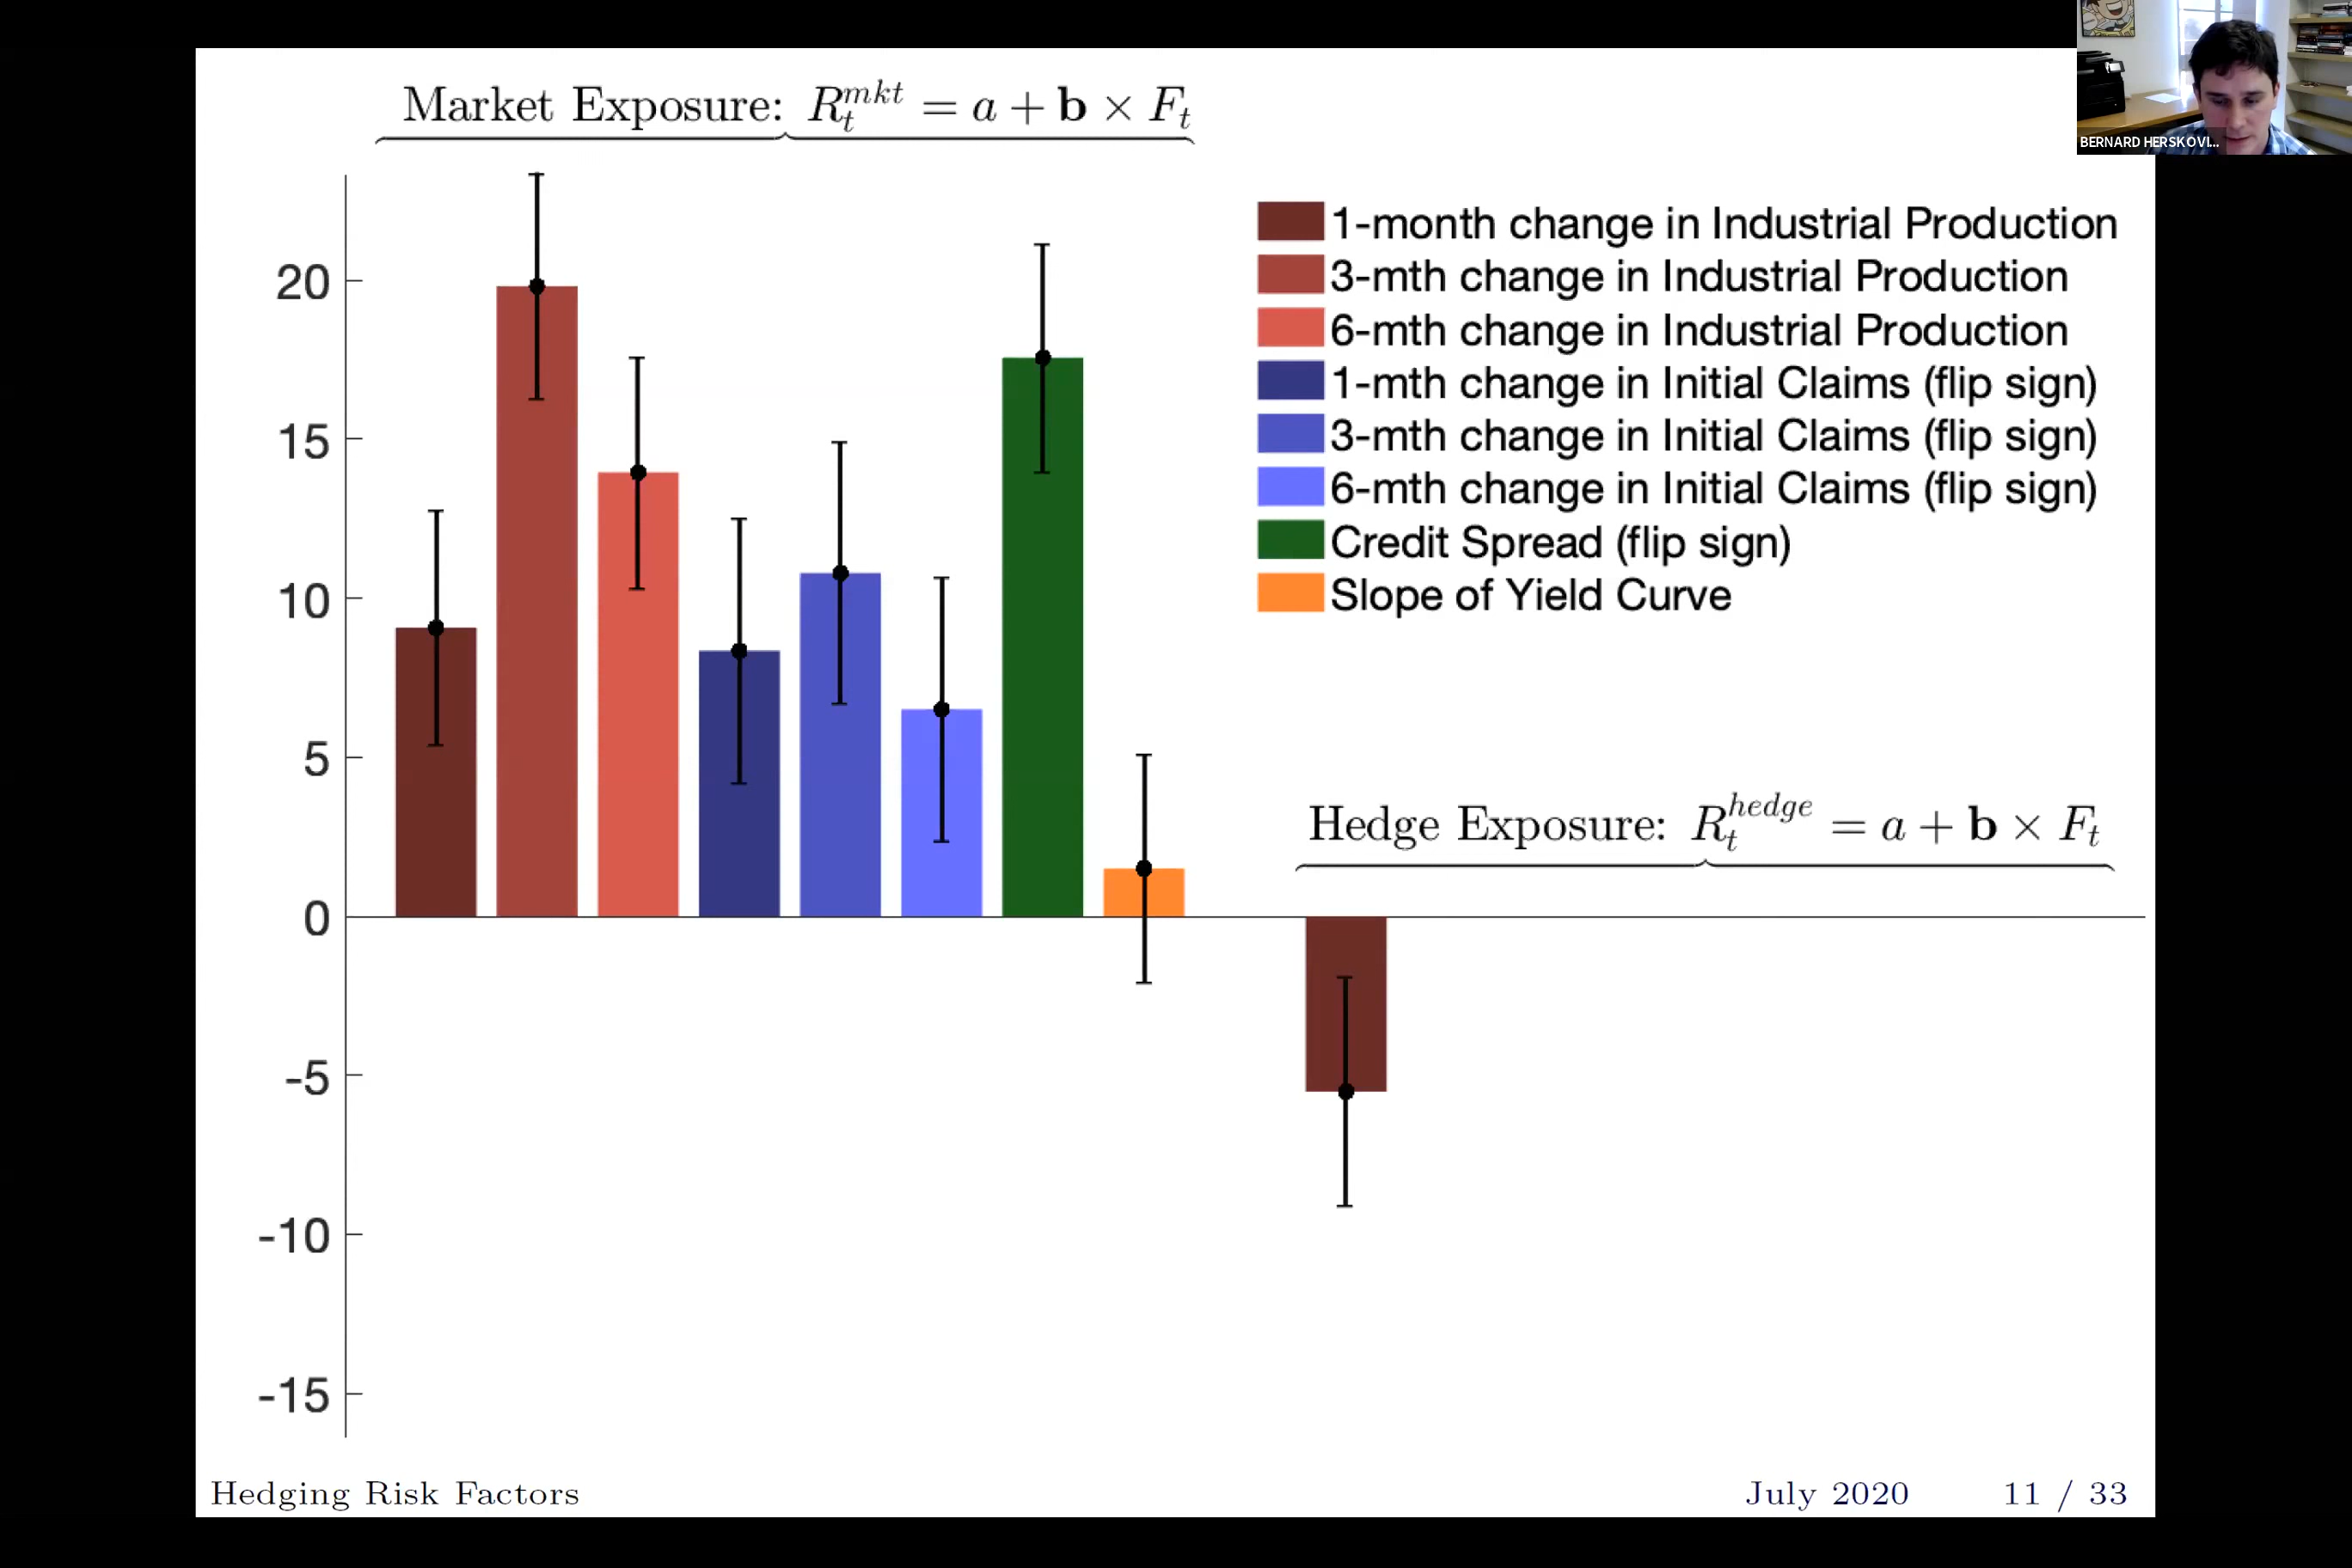 Market Exposure: R_t^{mkt} = a + b × F_t
BERNARD HERSKOVI...
1-month change in Industrial Production
3-mth change in Industrial Production
6-mth change in Industrial Production
1-mth change in Initial Claims (flip sign)
3-mth change in Initial Claims (flip sign)
6-mth change in Initial Claims (flip sign)
Credit Spread (flip sign)
Slope of Yield Curve
20
15
10
5
0
-5
-10
-15
Hedge Exposure: R_t^{hedge} = a + b × F_t
Hedging Risk Factors
July 2020 11 / 33